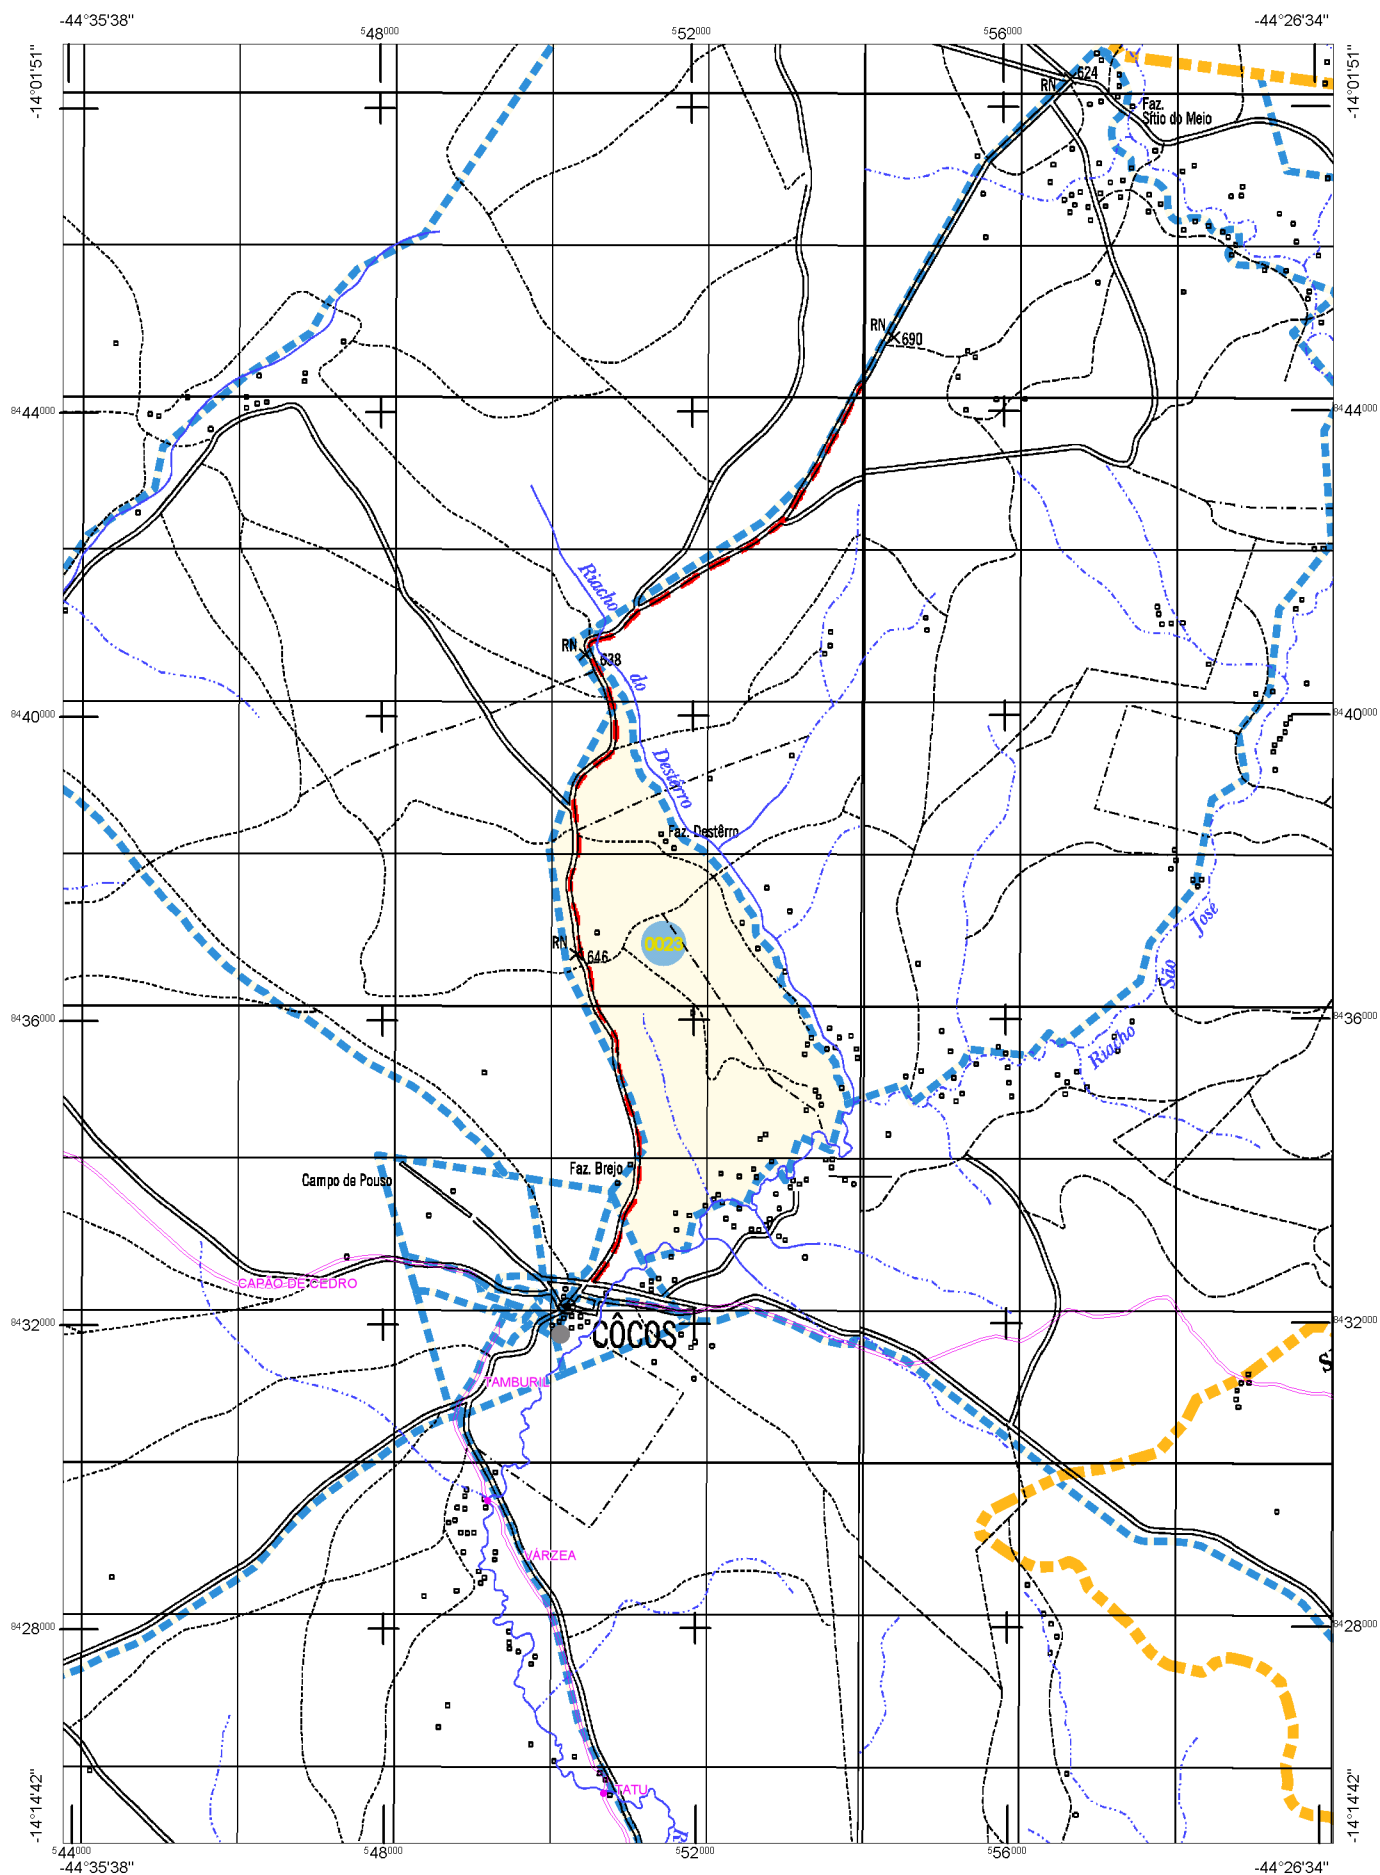 -44°35'38"
-44°26'34"
548000
552000
556000
-14°01'51"
-14°01'51"
624
RN
Faz.
Sítio do Meio
RN
690
8444000
8444000
Riacho
RN
638
do
8440000
8440000
Destêrro
Faz. Destêrro
José
0023
RN
646
São
8436000
8436000
Riacho
Faz. Brejo
Campo de Pouso
CAPÃO DE CEDRO
8432000
8432000
CÔCOS
S
TAMBURIL
VÁRZEA
8428000
8428000
TATU
R
-14°14'42"
-14°14'42"
544000
548000
552000
556000
-44°35'38"
-44°26'34"